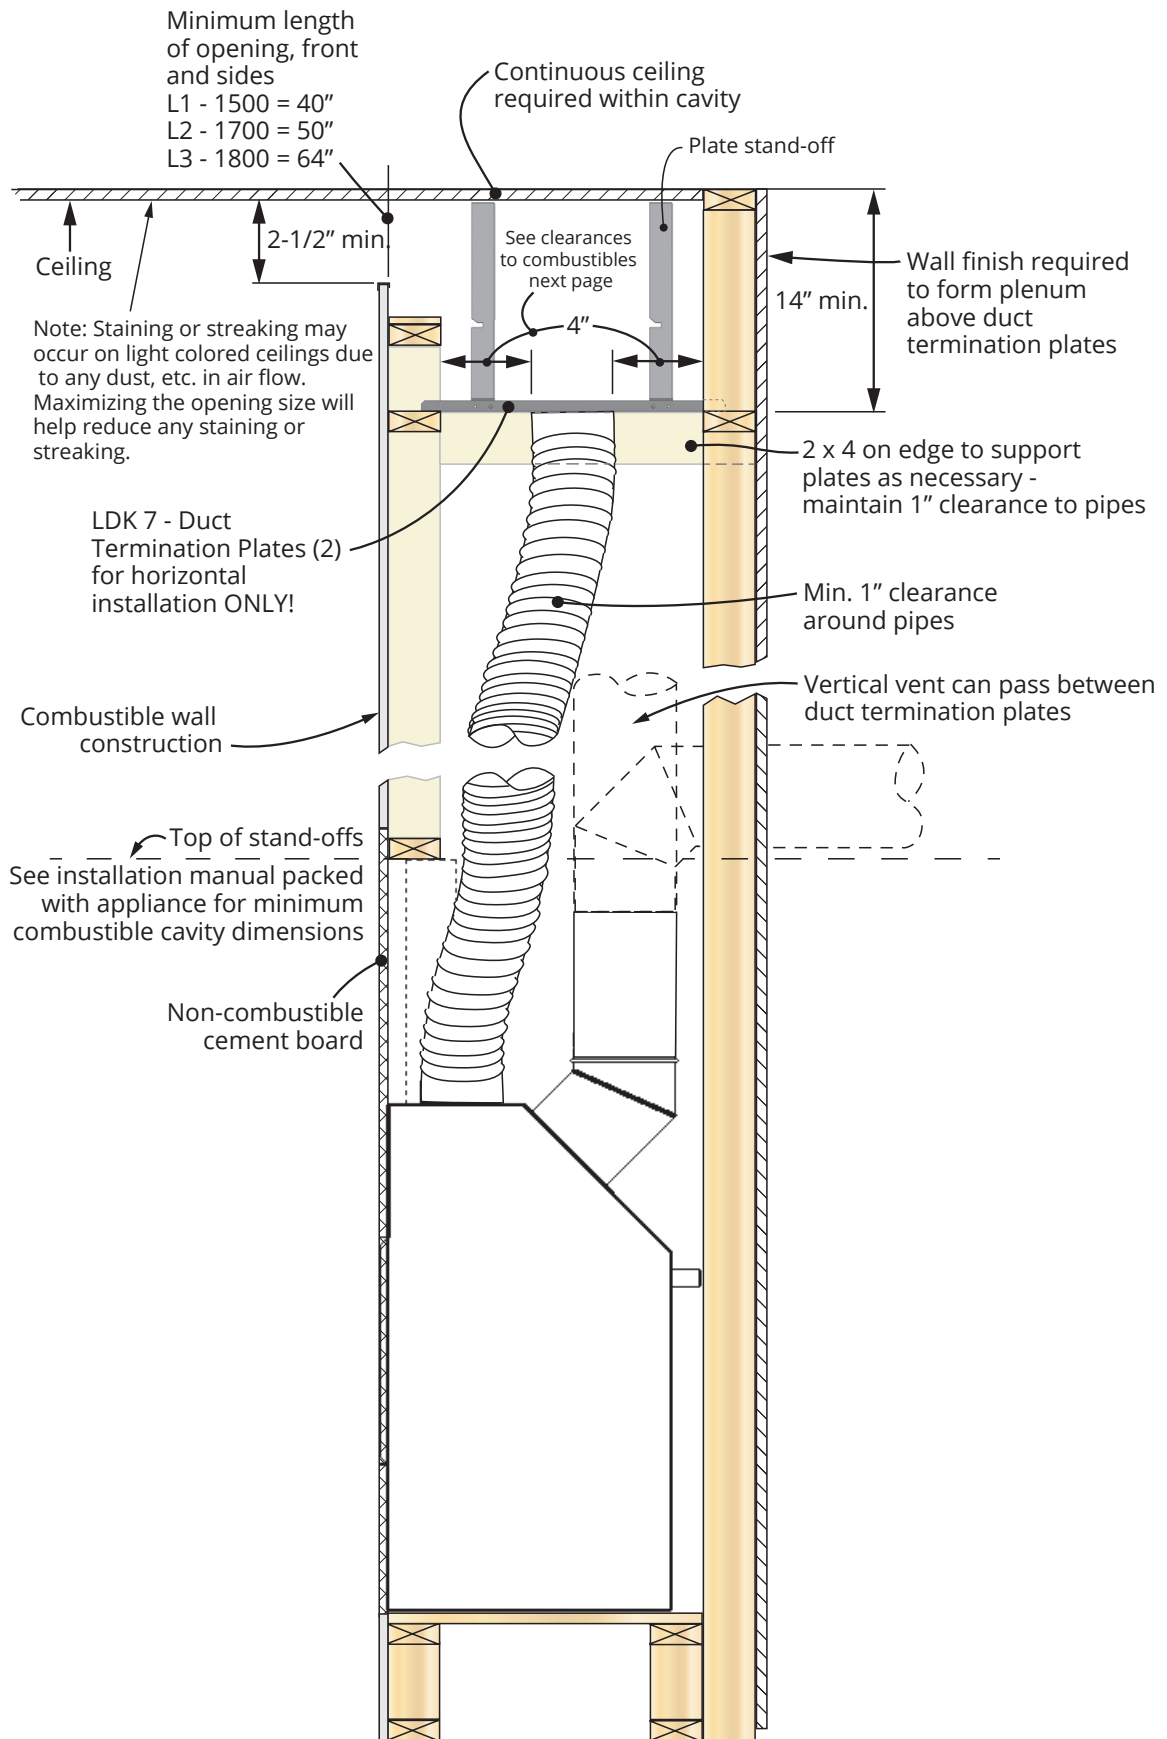 Minimum length
of opening, front
and sides
L1 - 1500 = 40”
L2 - 1700 = 50”
L3 - 1800 = 64”
Continuous ceiling
required within cavity
Plate stand-off
2-1/2” min.
See clearances
to combustibles
next page
4”
14” min.
Ceiling
Wall finish required
to form plenum
above duct
termination plates
Note: Staining or streaking may
occur on light colored ceilings due
to any dust, etc. in air flow.
Maximizing the opening size will
help reduce any staining or
streaking.
2 x 4 on edge to support
plates as necessary -
maintain 1” clearance to pipes
LDK 7 - Duct
Termination Plates (2)
for horizontal
installation ONLY!
Min. 1” clearance
around pipes
Vertical vent can pass between
duct termination plates
Combustible wall
construction
Top of stand-offs
See installation manual packed
with appliance for minimum
combustible cavity dimensions
Non-combustible
cement board